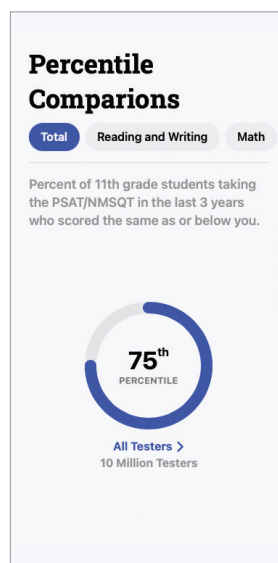 Percentile
Comparions
Total
Reading and Writing
Math
Percent of 11th grade students taking
the PSAT/NMSQT in the last 3 years
who scored the same as or below you.
75th
PERCENTILE
All Testers >
10 Million Testers